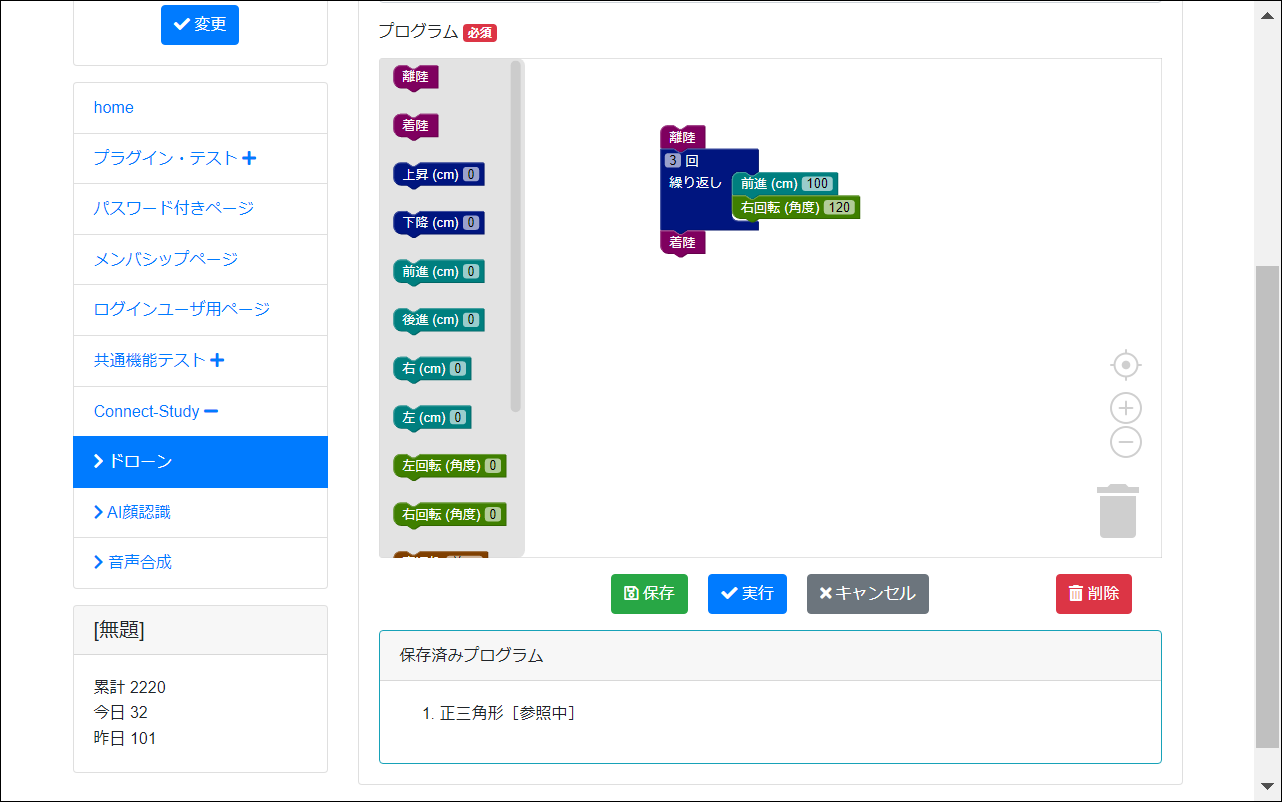 変更
home
プラグイン・テスト
パスワード付きページ
メンバシップページ
ログインユーザ用ページ
共通機能テスト
Connect-Study
ドローン
AI顔認識
音声合成
[無題]
累計 2220
今日 32
昨日 101
プログラム 必須
離陸
着陸
上昇 (cm) 0
下降 (cm) 0
前進 (cm) 0
後進 (cm) 0
右 (cm) 0
左 (cm) 0
左回転 (角度) 0
右回転 (角度) 0
離陸
3 回
繰り返し 前進 (cm) 100
右回転 (角度) 120
着陸
保存 実行 キャンセル 削除
保存済みプログラム
1. 正三角形［参照中］